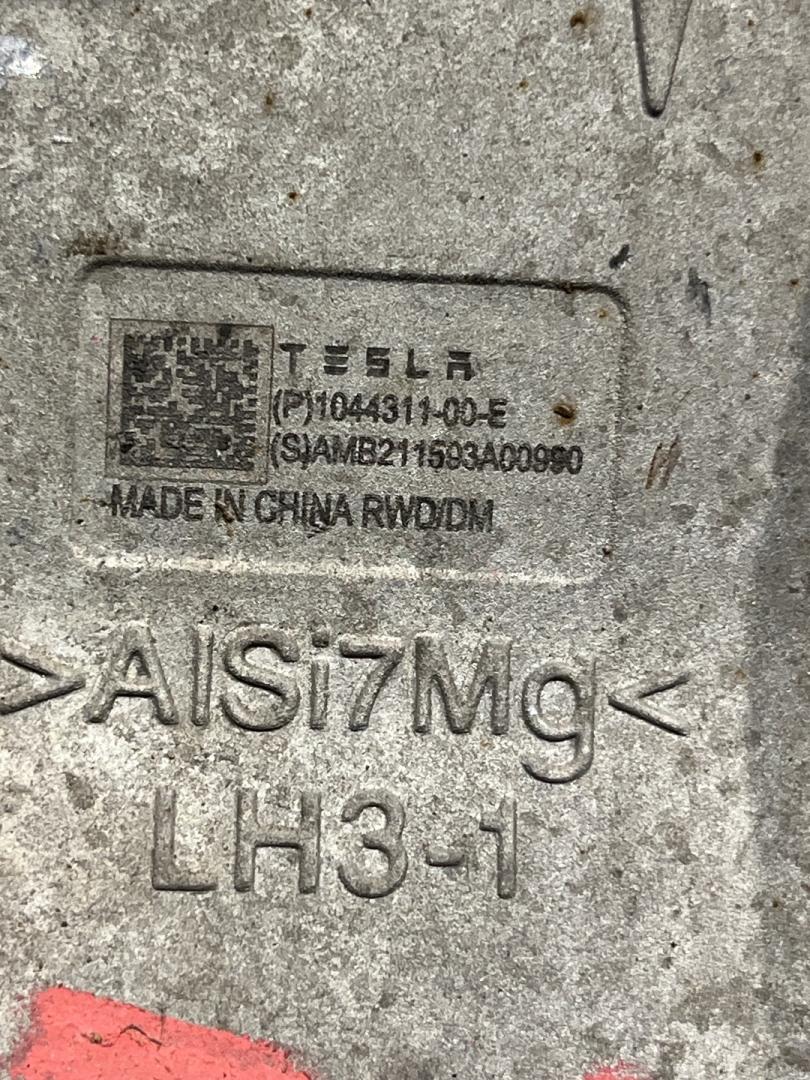 TESLA
(P)1044311-00-E
(S)AMB211593A00990
MADE IN CHINA RWD/DM
>AlSi7Mg<
LH3-1